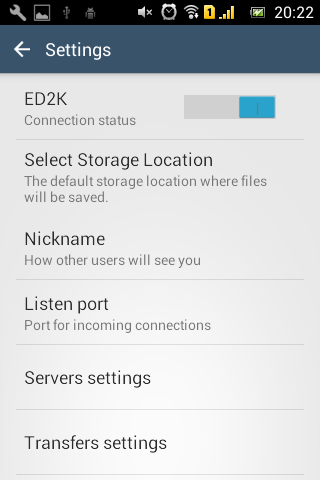 1
20:22
Settings
ED2K
Connection status
Select Storage Location
The default storage location where files
will be saved.
Nickname
How other users will see you
Listen port
Port for incoming connections
Servers settings
Transfers settings